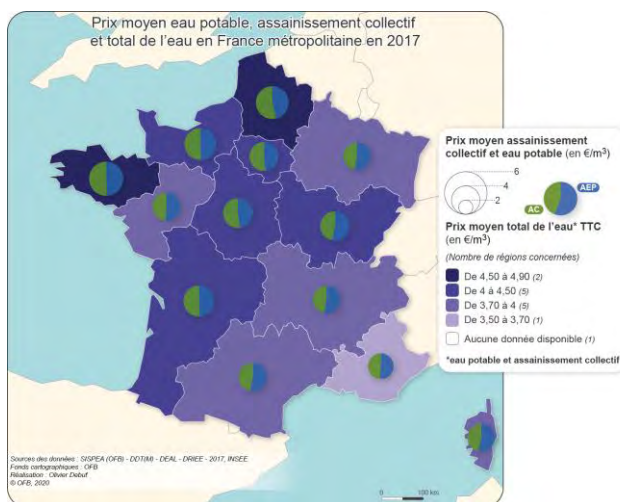 Prix moyen eau potable, assainissement collectif
et total de l'eau en France métropolitaine en 2017
Prix moyen assainissement
collectif et eau potable (en €/m³)
6
4
2
AEP
AC
Prix moyen total de l'eau* TTC
(en €/m³)
(Nombre de régions concernées)
De 4,50 à 4,90 (2)
De 4 à 4,50 (5)
De 3,70 à 4 (5)
De 3,50 à 3,70 (1)
Aucune donnée disponible (1)
*eau potable et assainissement collectif
Sources des données : SISPEA (OFB) - DDT(M) - DEAL - DRIEE - 2017, INSEE.
Fonds cartographiques : OFB
Réalisation : Olivier Debuf
© OFB, 2020
0 100 km